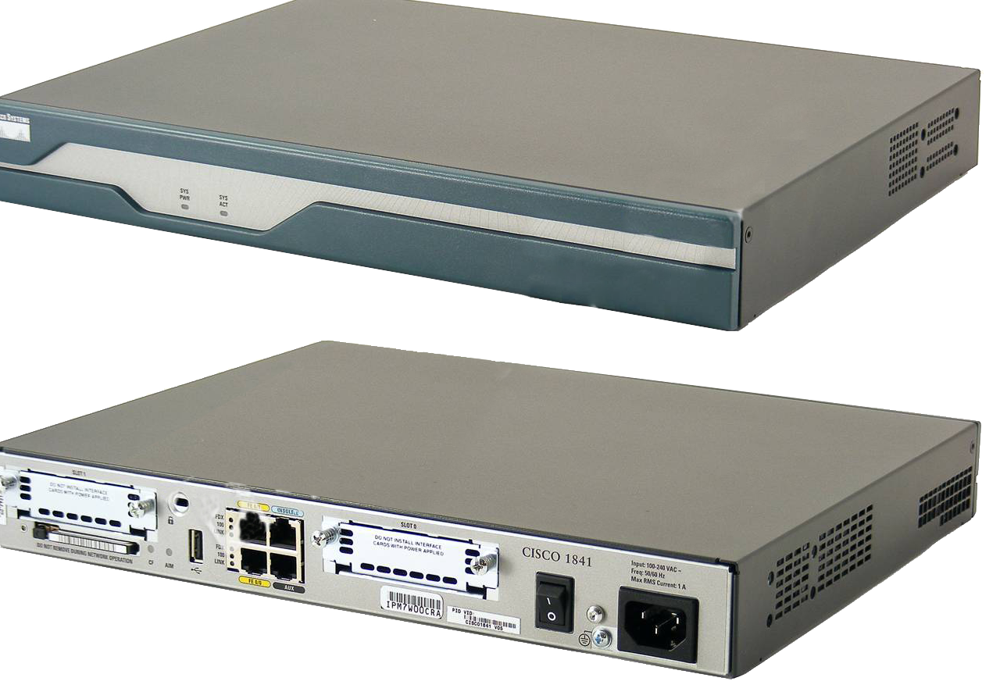 SYSTEMS
SYS
PWR
SYS
ACT
SLOT 1
DO NOT INSTALL INTERFACE
CARDS WITH POWER APPLIED
DO NOT REMOVE DURING NETWORK OPERATION
CF
AIM
FDX
100
LINK
FDX
100
LINK
FE 0/1
FE 0/0
AUX
SLOT 0
DO NOT INSTALL INTERFACE
CARDS WITH POWER APPLIED
IPM7W00CRA
PID VID:
CISCO1841 V05
CISCO 1841
Input: 100-240 VAC ~
Freq: 50/60 Hz
Max RMS Current: 1 A
I
O